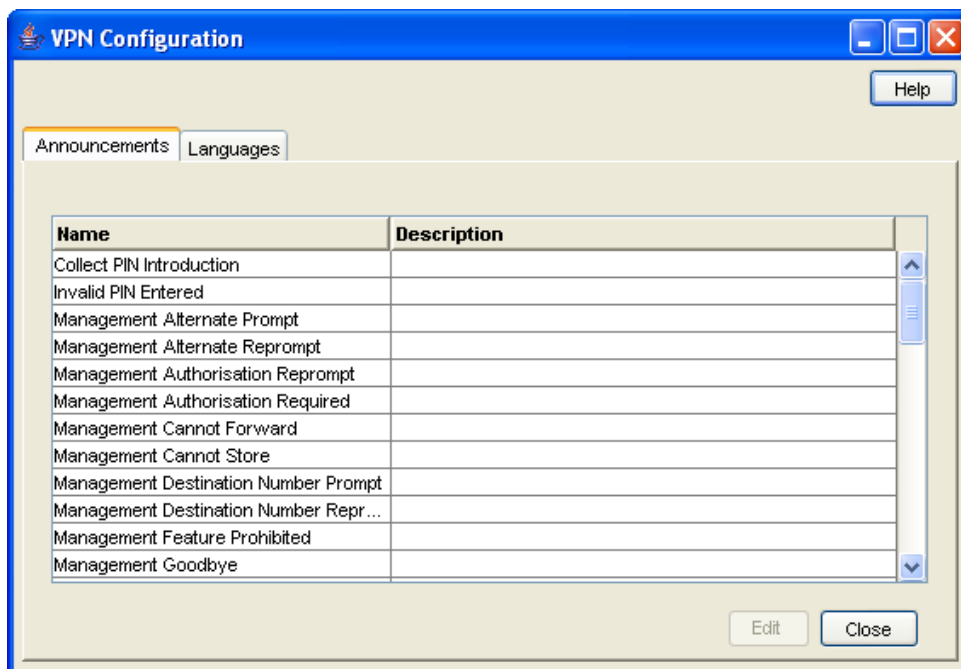 VPN Configuration
Help
Announcements Languages
Name Description
Collect PIN Introduction
Invalid PIN Entered
Management Alternate Prompt
Management Alternate Reprompt
Management Authorisation Reprompt
Management Authorisation Required
Management Cannot Forward
Management Cannot Store
Management Destination Number Prompt
Management Destination Number Repr...
Management Feature Prohibited
Management Goodbye
Edit Close